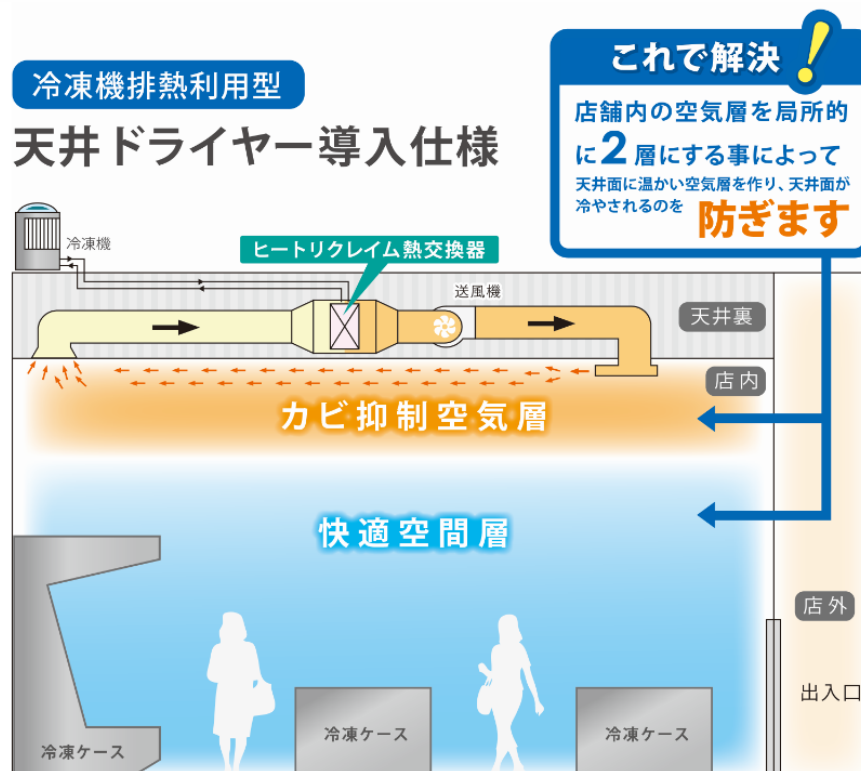 冷凍機排熱利用型
天井ドライヤー導入仕様
これで解決!
店舗内の空気層を局所的
に2層にする事によって
天井面に温かい空気層を作り、天井面が
冷やされるのを 防ぎます
冷凍機
ヒートリクレイム熱交換器
送風機
天井裏
店内
カビ抑制空気層
快適空間層
店外
出入口
冷凍ケース
冷凍ケース
冷凍ケース